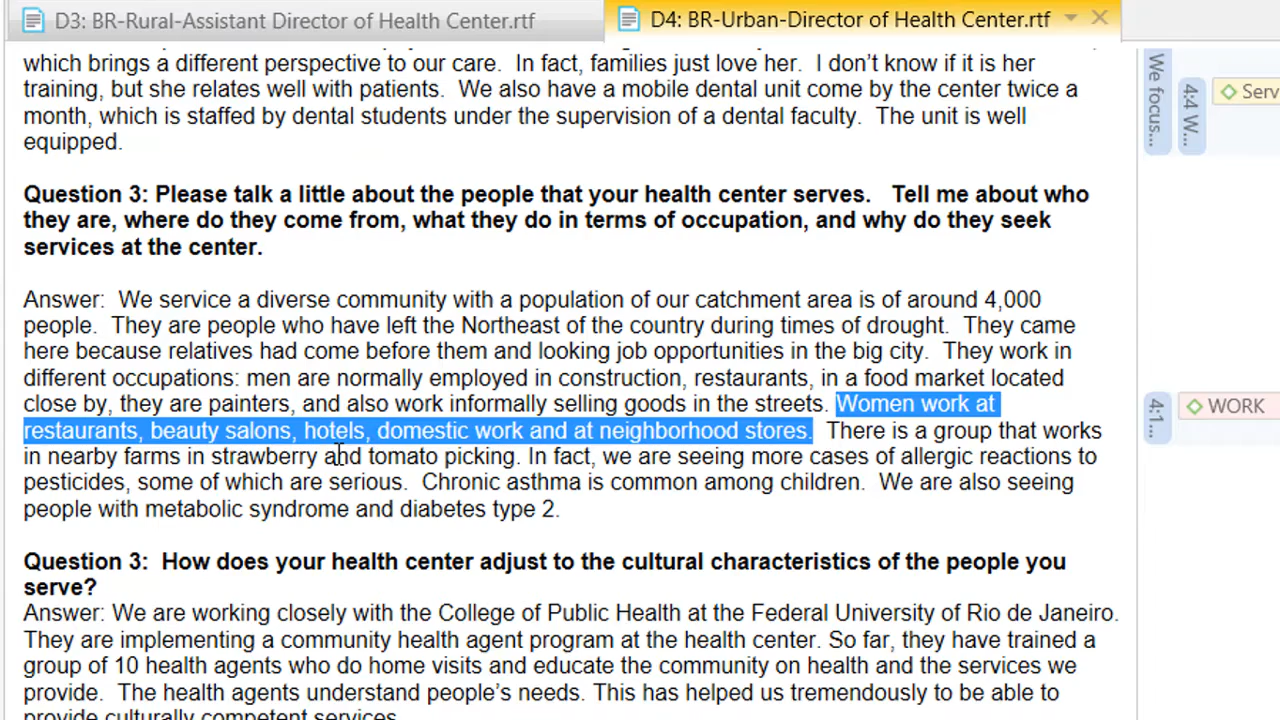 D3: BR-Rural-Assistant Director of Health Center.rtf
D4: BR-Urban-Director of Health Center.rtf
which brings a different perspective to our care.  In fact, families just love her.  I don't know if it is her
training, but she relates well with patients.  We also have a mobile dental unit come by the center twice a
month, which is staffed by dental students under the supervision of a dental faculty.  The unit is well
equipped.
Question 3: Please talk a little about the people that your health center serves.   Tell me about who
they are, where do they come from, what they do in terms of occupation, and why do they seek
services at the center.
Answer:  We service a diverse community with a population of our catchment area is of around 4,000
people.  They are people who have left the Northeast of the country during times of drought.  They came
here because relatives had come before them and looking job opportunities in the big city.  They work in
different occupations: men are normally employed in construction, restaurants, in a food market located
close by, they are painters, and also work informally selling goods in the streets. Women work at
restaurants, beauty salons, hotels, domestic work and at neighborhood stores.  There is a group that works
in nearby farms in strawberry and tomato picking. In fact, we are seeing more cases of allergic reactions to
pesticides, some of which are serious.  Chronic asthma is common among children.  We are also seeing
people with metabolic syndrome and diabetes type 2.
Question 3:  How does your health center adjust to the cultural characteristics of the people you
serve?
Answer: We are working closely with the College of Public Health at the Federal University of Rio de Janeiro.
They are implementing a community health agent program at the health center. So far, they have trained a
group of 10 health agents who do home visits and educate the community on health and the services we
provide.  The health agents understand people's needs. This has helped us tremendously to be able to
provide culturally competent services.
We focus...
4:4 W...
Serv
4:1...
WORK